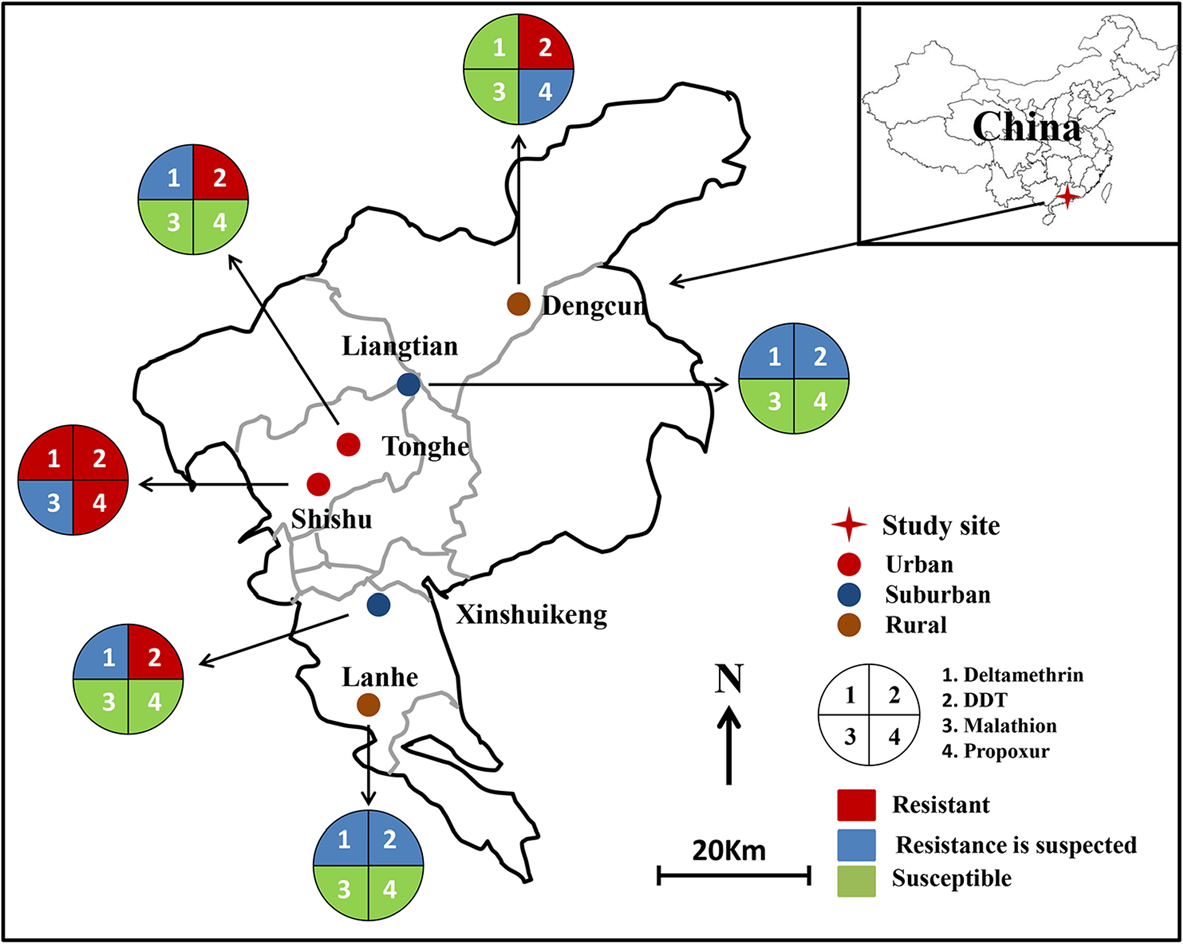 1 2
3 4
China
1 2
3 4
Dengcun
Liangtian
1 2
3 4
Tonghe
1 2
3 4
Shishu
Study site
Urban
Suburban
Rural
Xinshuikeng
1 2
3 4
Lanhe
N
1 2
3 4
1. Deltamethrin
2. DDT
3. Malathion
4. Propoxur
1 2
3 4
20Km
Resistant
Resistance is suspected
Susceptible